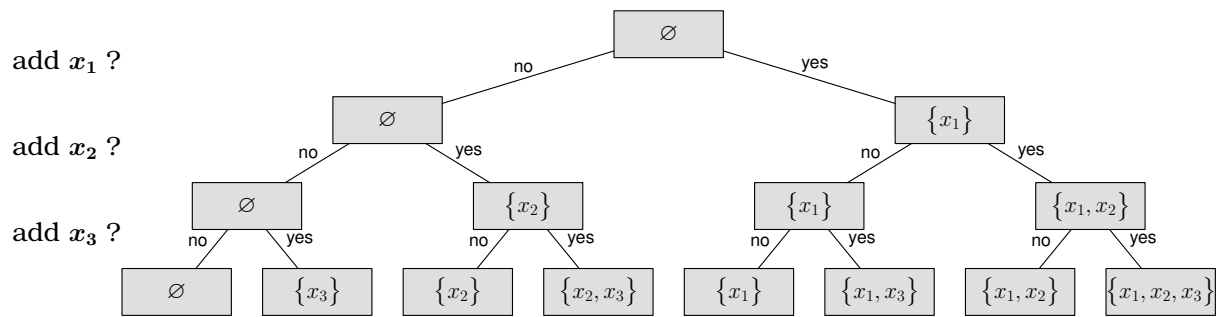 ∅
add x₁ ?
no yes
∅ {x₁}
add x₂ ?
no yes no yes
∅ {x₂} {x₁} {x₁, x₂}
add x₃ ?
no yes no yes no yes no yes
∅ {x₃} {x₂} {x₂, x₃} {x₁} {x₁, x₃} {x₁, x₂} {x₁, x₂, x₃}